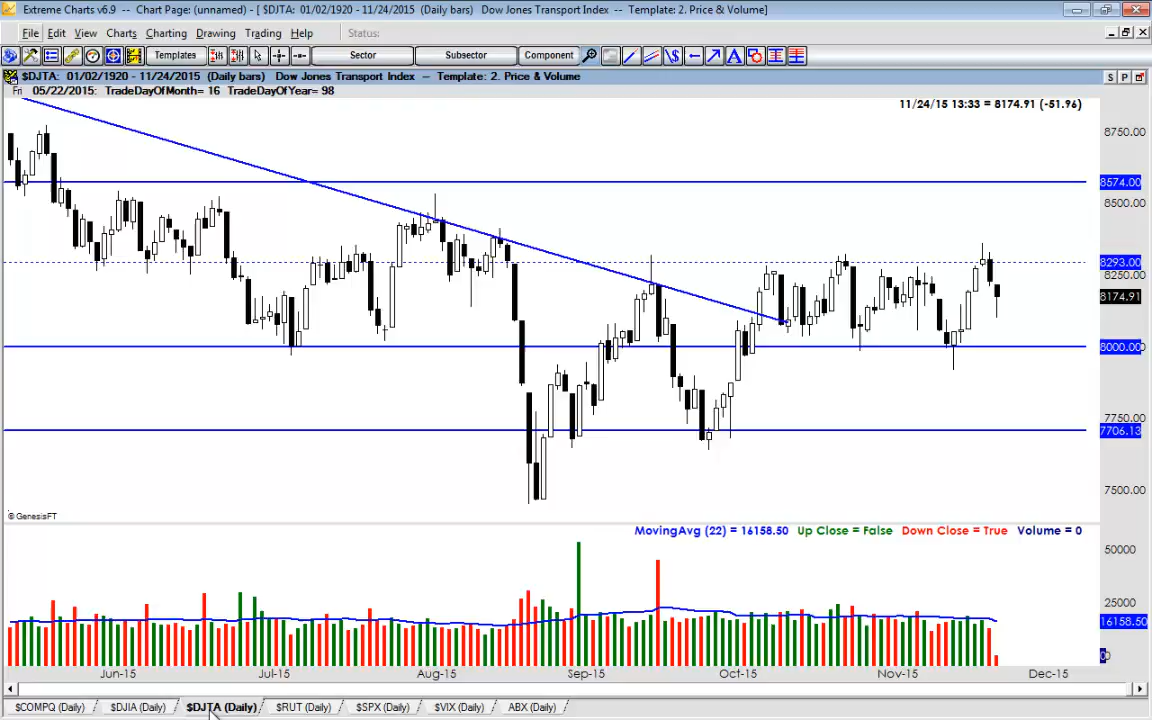 Extreme Charts v6.9 -- Chart Page: (unnamed) - [ $DJTA: 01/02/1920 - 11/24/2015 (Daily bars) Dow Jones Transport Index -- Template: 2. Price & Volume]
File Edit View Charts Charting Drawing Trading Help Status:
Templates Sector Subsector Component
$DJTA: 01/02/1920 - 11/24/2015 (Daily bars) Dow Jones Transport Index -- Template: 2. Price & Volume S P
Fri 05/22/2015: TradeDayOfMonth= 16 TradeDayOfYear= 98
11/24/15 13:33 = 8174.91 (-51.96)
8750.00
8574.00
8500.00
8293.00
8250.00
8174.91
8000.00
7750.00
7706.13
7500.00
© GenesisFT
MovingAvg (22) = 16158.50 Up Close = False Down Close = True Volume = 0
50000
25000
16158.50
0
Jun-15 Jul-15 Aug-15 Sep-15 Oct-15 Nov-15 Dec-15
$COMPQ (Daily) $DJIA (Daily) $DJTA (Daily) $RUT (Daily) $SPX (Daily) $VIX (Daily) ABX (Daily)